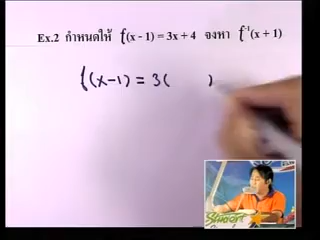 Ex.2 กำหนดให้ f(x - 1) = 3x + 4 จงหา f⁻¹(x + 1)
f(x-1) = 3( )